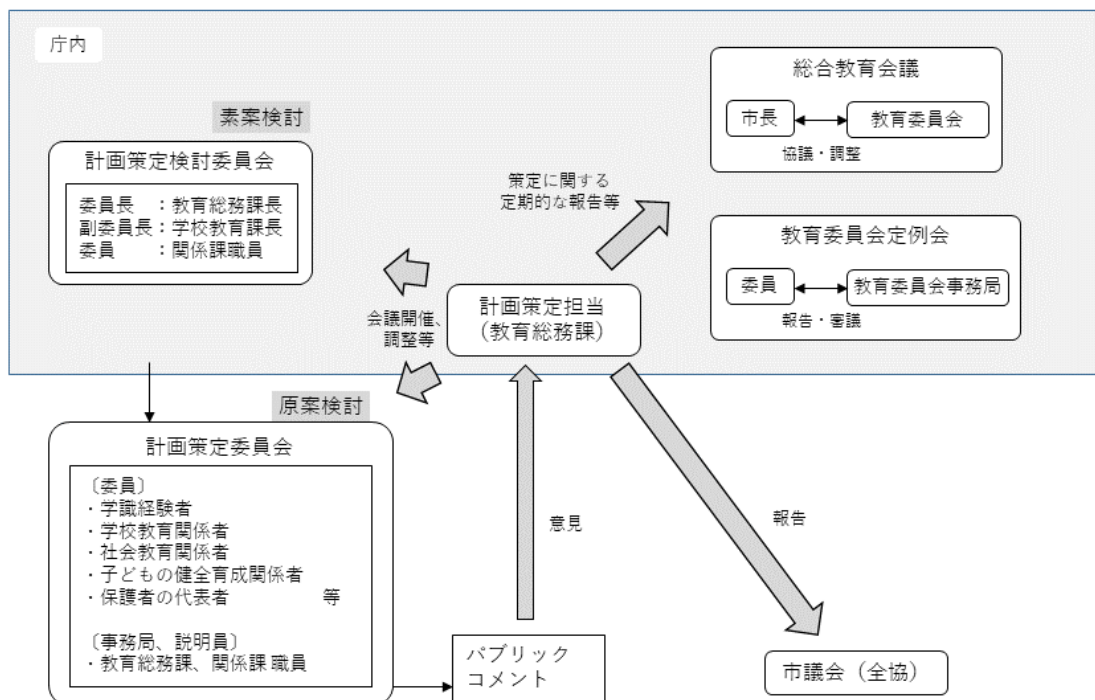 庁内
素案検討
計画策定検討委員会
委員長　：教育総務課長
副委員長：学校教育課長
委員　　：関係課職員
総合教育会議
市長
教育委員会
協議・調整
策定に関する
定期的な報告等
教育委員会定例会
委員
教育委員会事務局
報告・審議
計画策定担当
（教育総務課）
会議開催、
調整等
原案検討
計画策定委員会
〔委員〕
・学識経験者
・学校教育関係者
・社会教育関係者
・子どもの健全育成関係者
・保護者の代表者　　　　　等
〔事務局、説明員〕
・教育総務課、関係課職員
意見
報告
パブリック
コメント
市議会（全協）